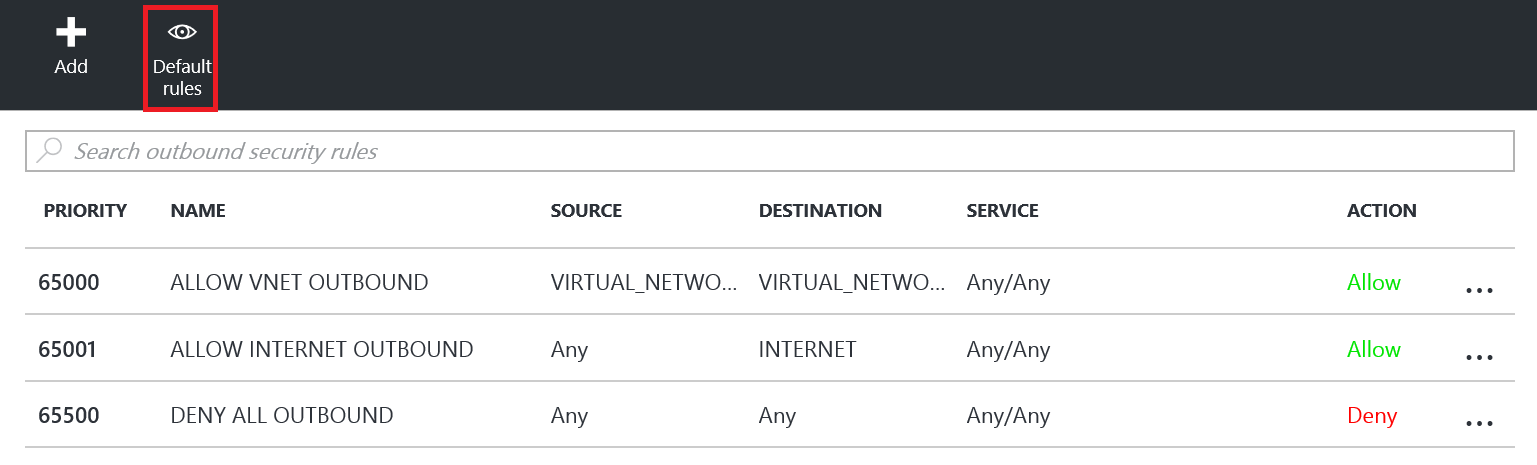 Add
Default
rules
Search outbound security rules
PRIORITY NAME SOURCE DESTINATION SERVICE ACTION
65000 ALLOW VNET OUTBOUND VIRTUAL_NETWO... VIRTUAL_NETWO... Any/Any Allow ...
65001 ALLOW INTERNET OUTBOUND Any INTERNET Any/Any Allow ...
65500 DENY ALL OUTBOUND Any Any Any/Any Deny ...